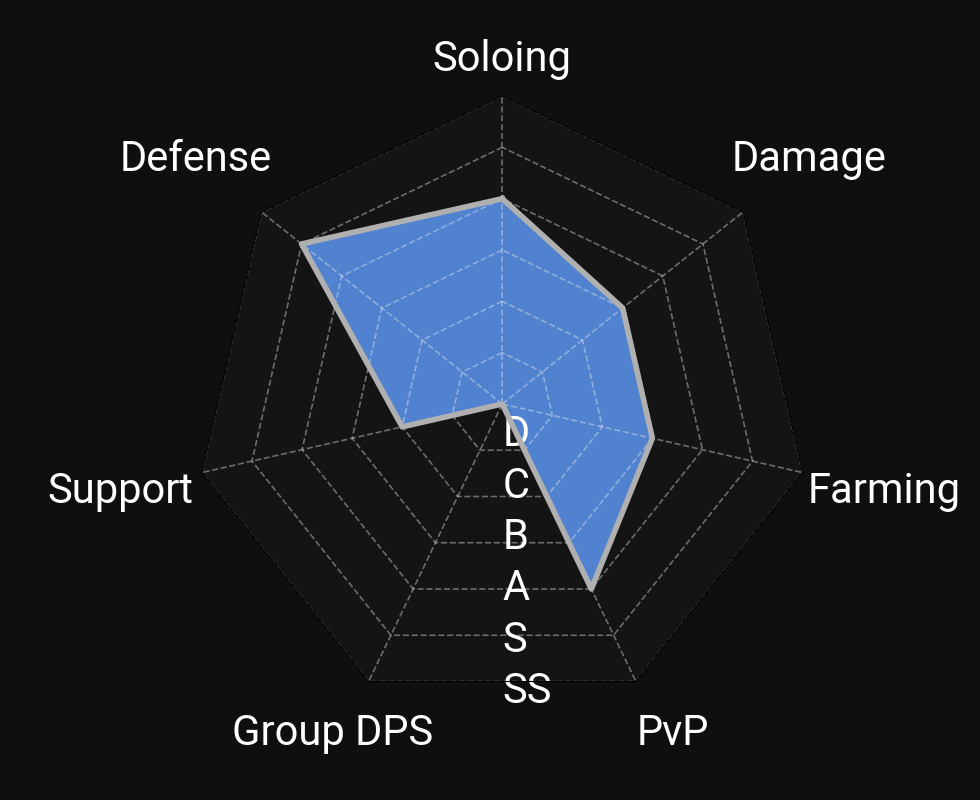 Soloing
Defense
Damage
D
C
Support
Farming
B
A
S
SS
Group DPS
PvP